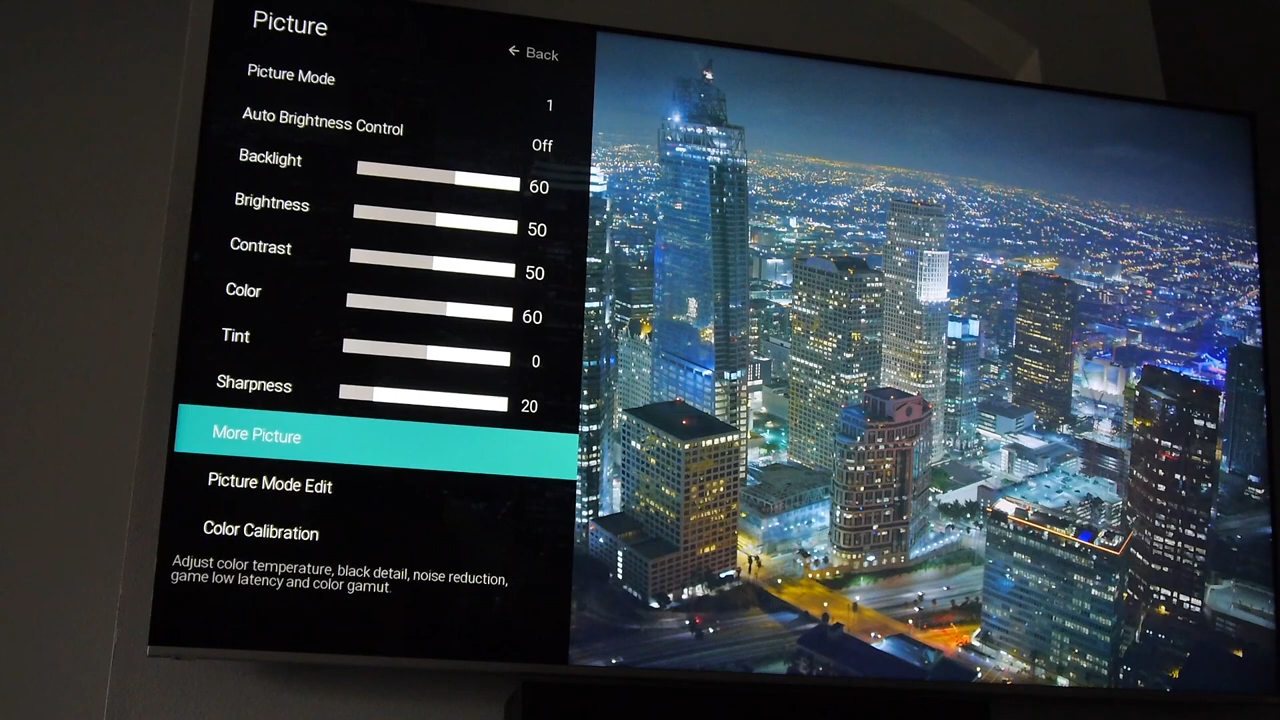 Picture
← Back
Picture Mode
1
Auto Brightness Control
Off
Backlight
60
Brightness
50
Contrast
50
Color
60
Tint
0
Sharpness
20
More Picture
Picture Mode Edit
Color Calibration
Adjust color temperature, black detail, noise reduction,
game low latency and color gamut.